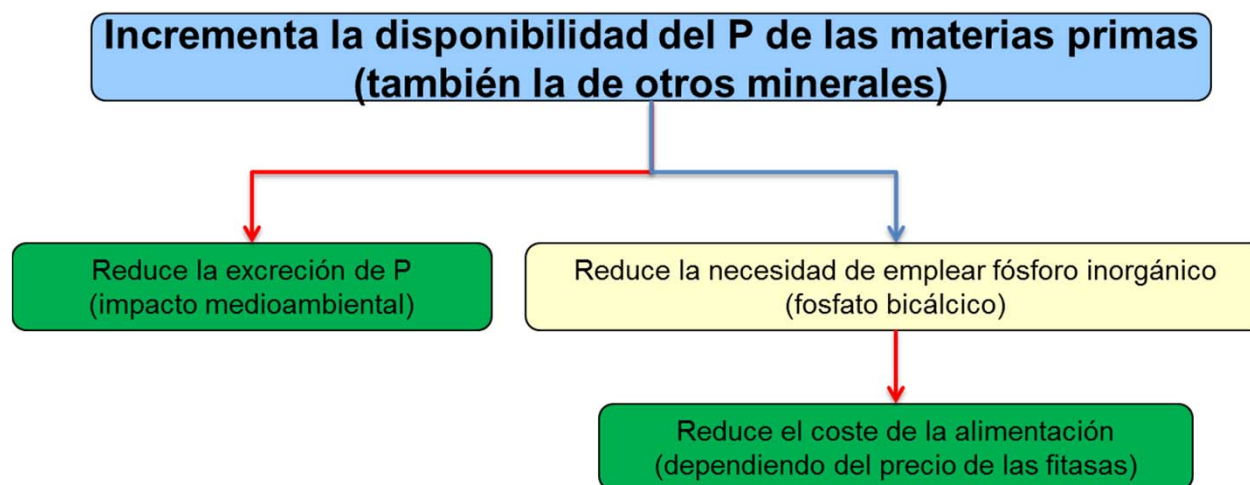 Incrementa la disponibilidad del P de las materias primas
(también la de otros minerales)
Reduce la excreción de P
(impacto medioambiental)
Reduce la necesidad de emplear fósforo inorgánico
(fosfato bicálcico)
Reduce el coste de la alimentación
(dependiendo del precio de las fitasas)